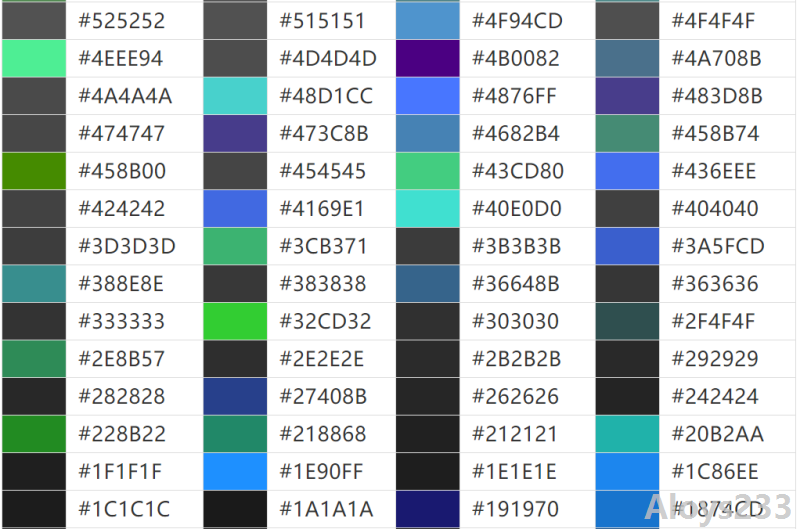 #525252 #515151 #4F94CD #4F4F4F
#4EEE94 #4D4D4D #4B0082 #4A708B
#4A4A4A #48D1CC #4876FF #483D8B
#474747 #473C8B #4682B4 #458B74
#458B00 #454545 #43CD80 #436EEE
#424242 #4169E1 #40E0D0 #404040
#3D3D3D #3CB371 #3B3B3B #3A5FCD
#388E8E #383838 #36648B #363636
#333333 #32CD32 #303030 #2F4F4F
#2E8B57 #2E2E2E #2B2B2B #292929
#282828 #27408B #262626 #242424
#228B22 #218868 #212121 #20B2AA
#1F1F1F #1E90FF #1E1E1E #1C86EE
#1C1C1C #1A1A1A #191970 #1874CD
Aloys233